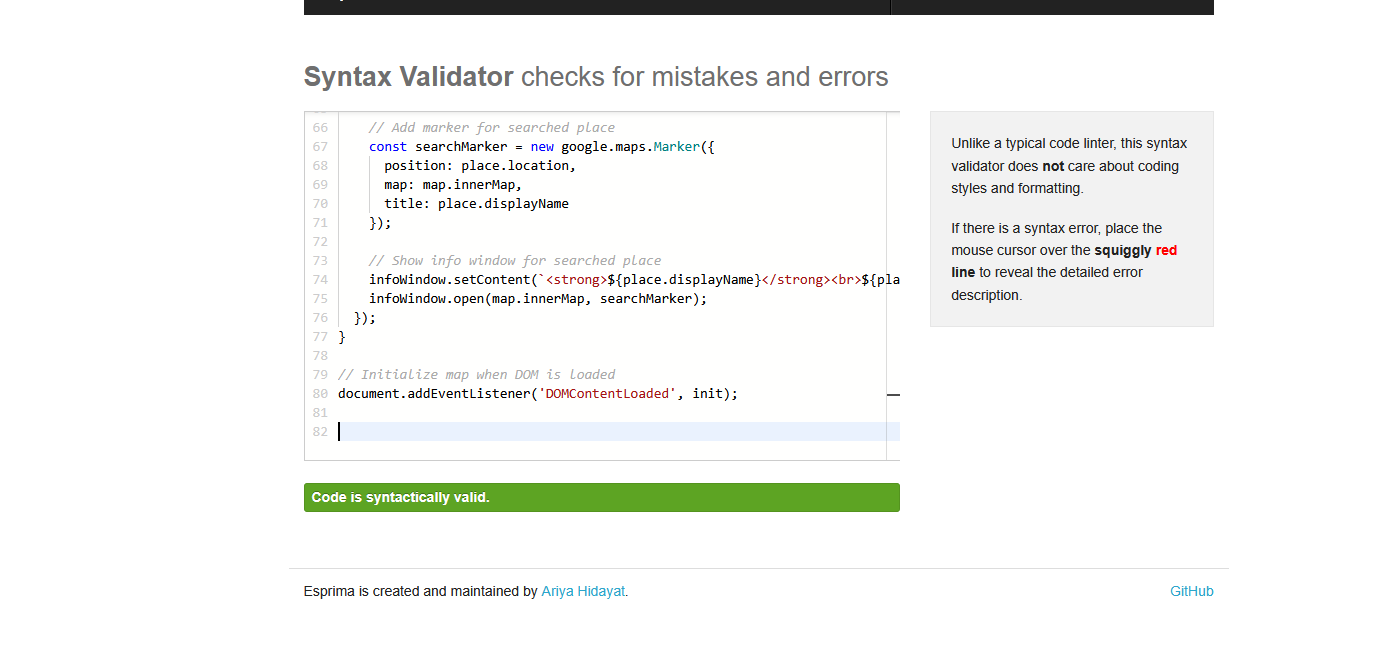 Syntax Validator checks for mistakes and errors
66 // Add marker for searched place
67 const searchMarker = new google.maps.Marker({
68 position: place.location,
69 map: map.innerMap,
70 title: place.displayName
71 });
72
73 // Show info window for searched place
74 infoWindow.setContent(`<strong>${place.displayName}</strong><br>${pla
75 infoWindow.open(map.innerMap, searchMarker);
76 });
77 }
78
79 // Initialize map when DOM is loaded
80 document.addEventListener('DOMContentLoaded', init);
81
82
Code is syntactically valid.
Unlike a typical code linter, this syntax
validator does not care about coding
styles and formatting.
If there is a syntax error, place the
mouse cursor over the squiggly red
line to reveal the detailed error
description.
Esprima is created and maintained by Ariya Hidayat.
GitHub